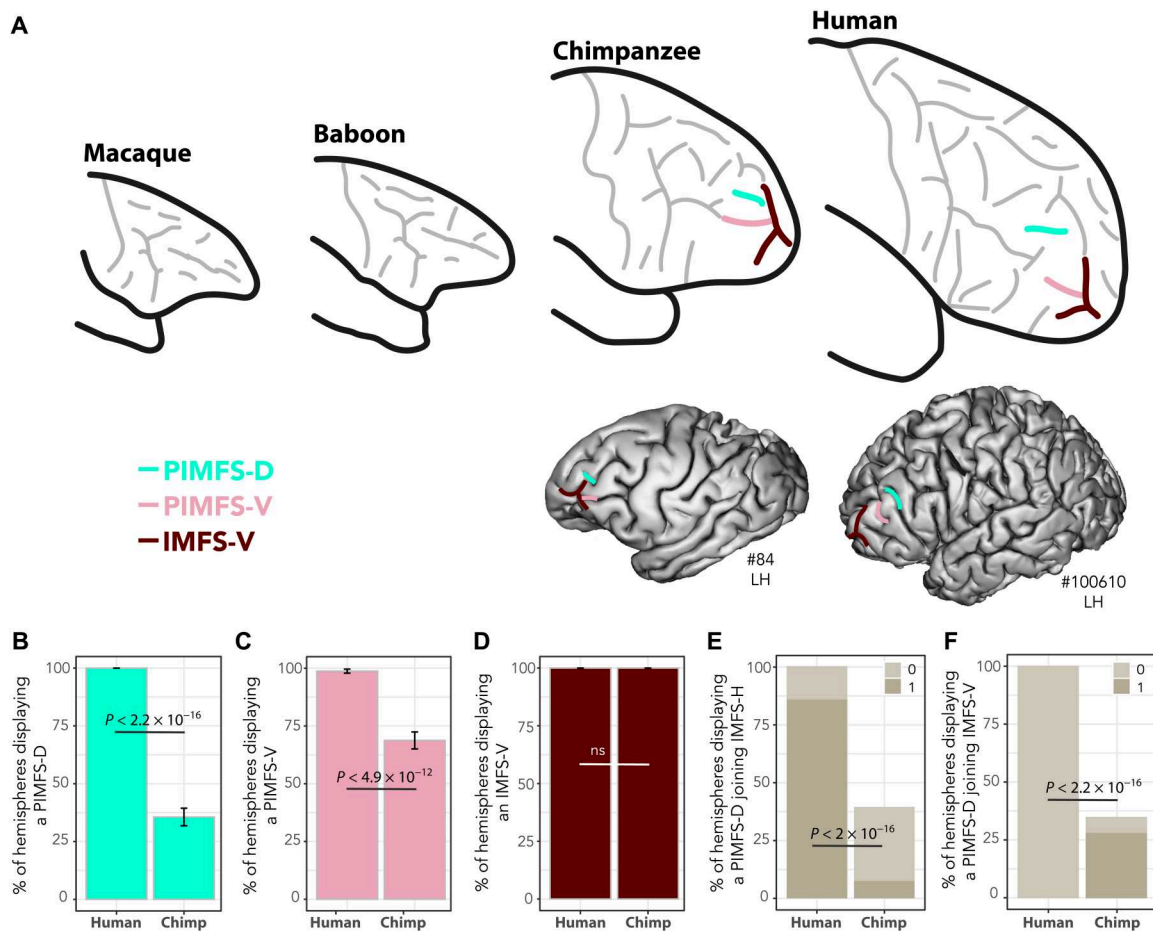 A
Macaque
Baboon
Chimpanzee
Human
PIMFS-D
PIMFS-V
IMFS-V
#84
LH
#100610
LH
B
% of hemispheres displaying
a PIMFS-D
100
75
50
25
0
P < 2.2 × 10⁻¹⁶
Human
Chimp
C
% of hemispheres displaying
a PIMFS-V
100
75
50
25
0
P < 4.9 × 10⁻¹²
Human
Chimp
D
% of hemispheres displaying
an IMFS-V
100
75
50
25
0
ns
Human
Chimp
E
% of hemispheres displaying
a PIMFS-D joining IMFS-H
100
75
50
25
0
0
1
P < 2 × 10⁻¹⁶
Human
Chimp
F
% of hemispheres displaying
a PIMFS-D joining IMFS-V
100
75
50
25
0
0
1
P < 2.2 × 10⁻¹⁶
Human
Chimp